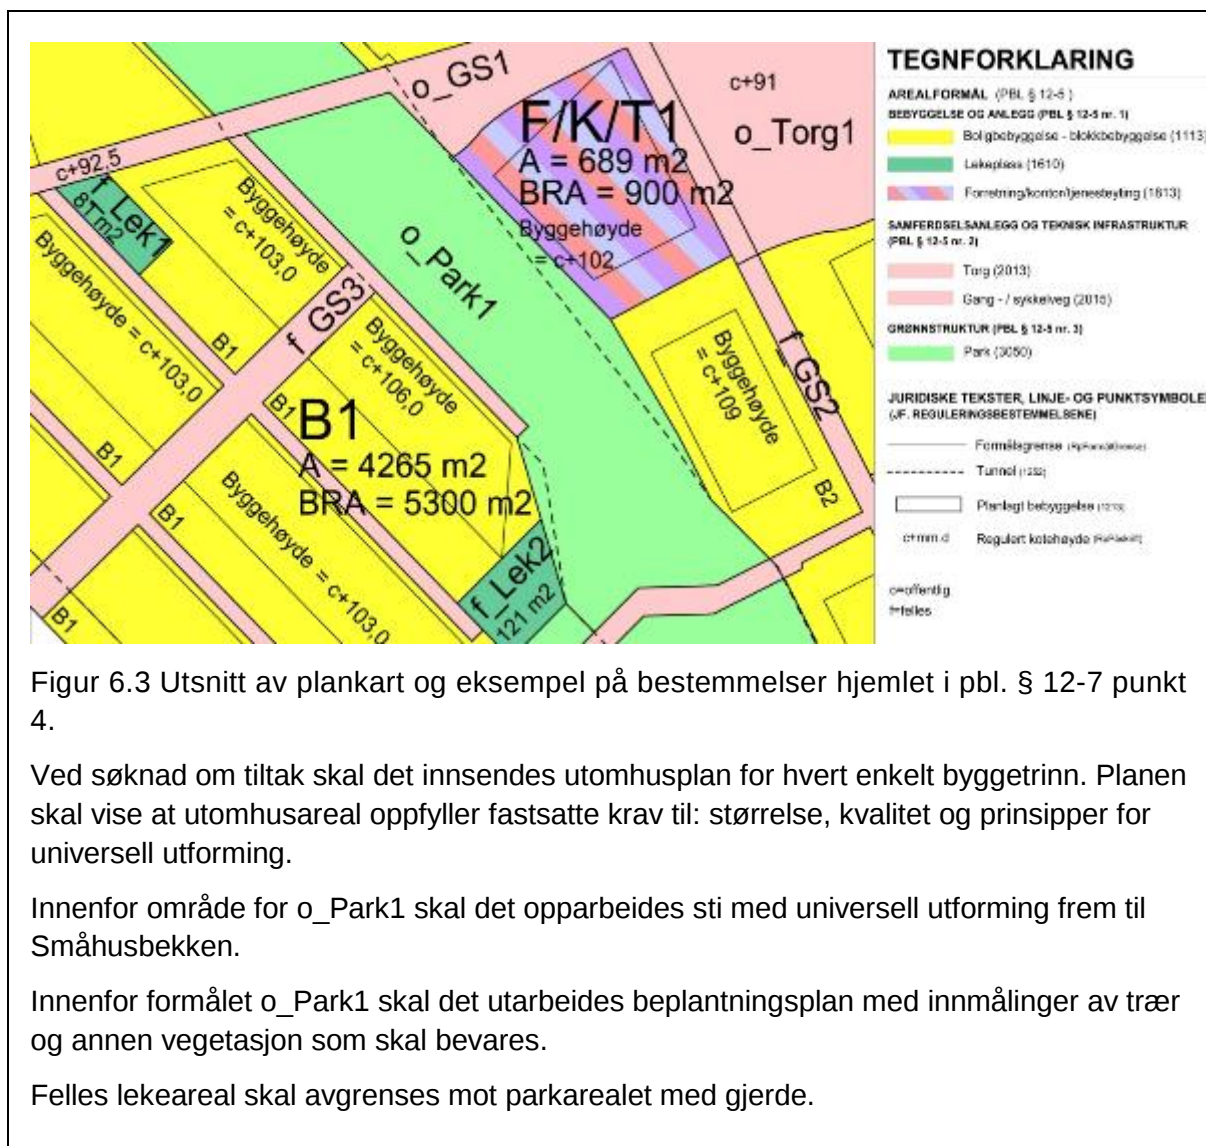 o_GS1
c+92.5
f_Lek1
Byggehøyde
= c+103,0
Byggehøyde = c+103,0
B1
B1
f_GS3
o_Park1
F/K/T1
A = 689 m2
BRA = 900 m2
Byggehøyde
= c+102
c+91
o_Torg1
Byggehøyde
= c+106,0
B1
B1
A = 4265 m2
BRA = 5300 m2
B1
Byggehøyde = c+103,0
B1
f_Lek2
121 m2
Byggehøyde
= c+109
f_GS2
B2
TEGNFORKLARING
AREALFORMÅL (PBL § 12-5 )
BEBYGGELSE OG ANLEGG (PBL § 12-5 nr. 1)
Boligbebyggelse - blokkbebyggelse (1113)
Lekeplass (1610)
Forretning/kontor/tjenesteyting (1813)
SAMFERDSELSANLEGG OG TEKNISK INFRASTRUKTUR
(PBL § 12-5 nr. 2)
Torg (2013)
Gang - / sykkelveg (2015)
GRØNNSTRUKTUR (PBL § 12-5 nr. 3)
Park (3050)
JURIDISKE TEKSTER, LINJE- OG PUNKTSYMBOLE
(JF. REGULERINGSBESTEMMELSENE)
Formålsgrense
Tunnel
Planlagt bebyggelse
c+mm.d Regulert kotehøyde
o=offentlig
f=felles
Figur 6.3 Utsnitt av plankart og eksempel på bestemmelser hjemlet i pbl. § 12-7 punkt
4.
Ved søknad om tiltak skal det innsendes utomhusplan for hvert enkelt byggetrinn. Planen
skal vise at utomhusareal oppfyller fastsatte krav til: størrelse, kvalitet og prinsipper for
universell utforming.
Innenfor område for o_Park1 skal det opparbeides sti med universell utforming frem til
Småhusbekken.
Innenfor formålet o_Park1 skal det utarbeides beplantningsplan med innmålinger av trær
og annen vegetasjon som skal bevares.
Felles lekeareal skal avgrenses mot parkarealet med gjerde.